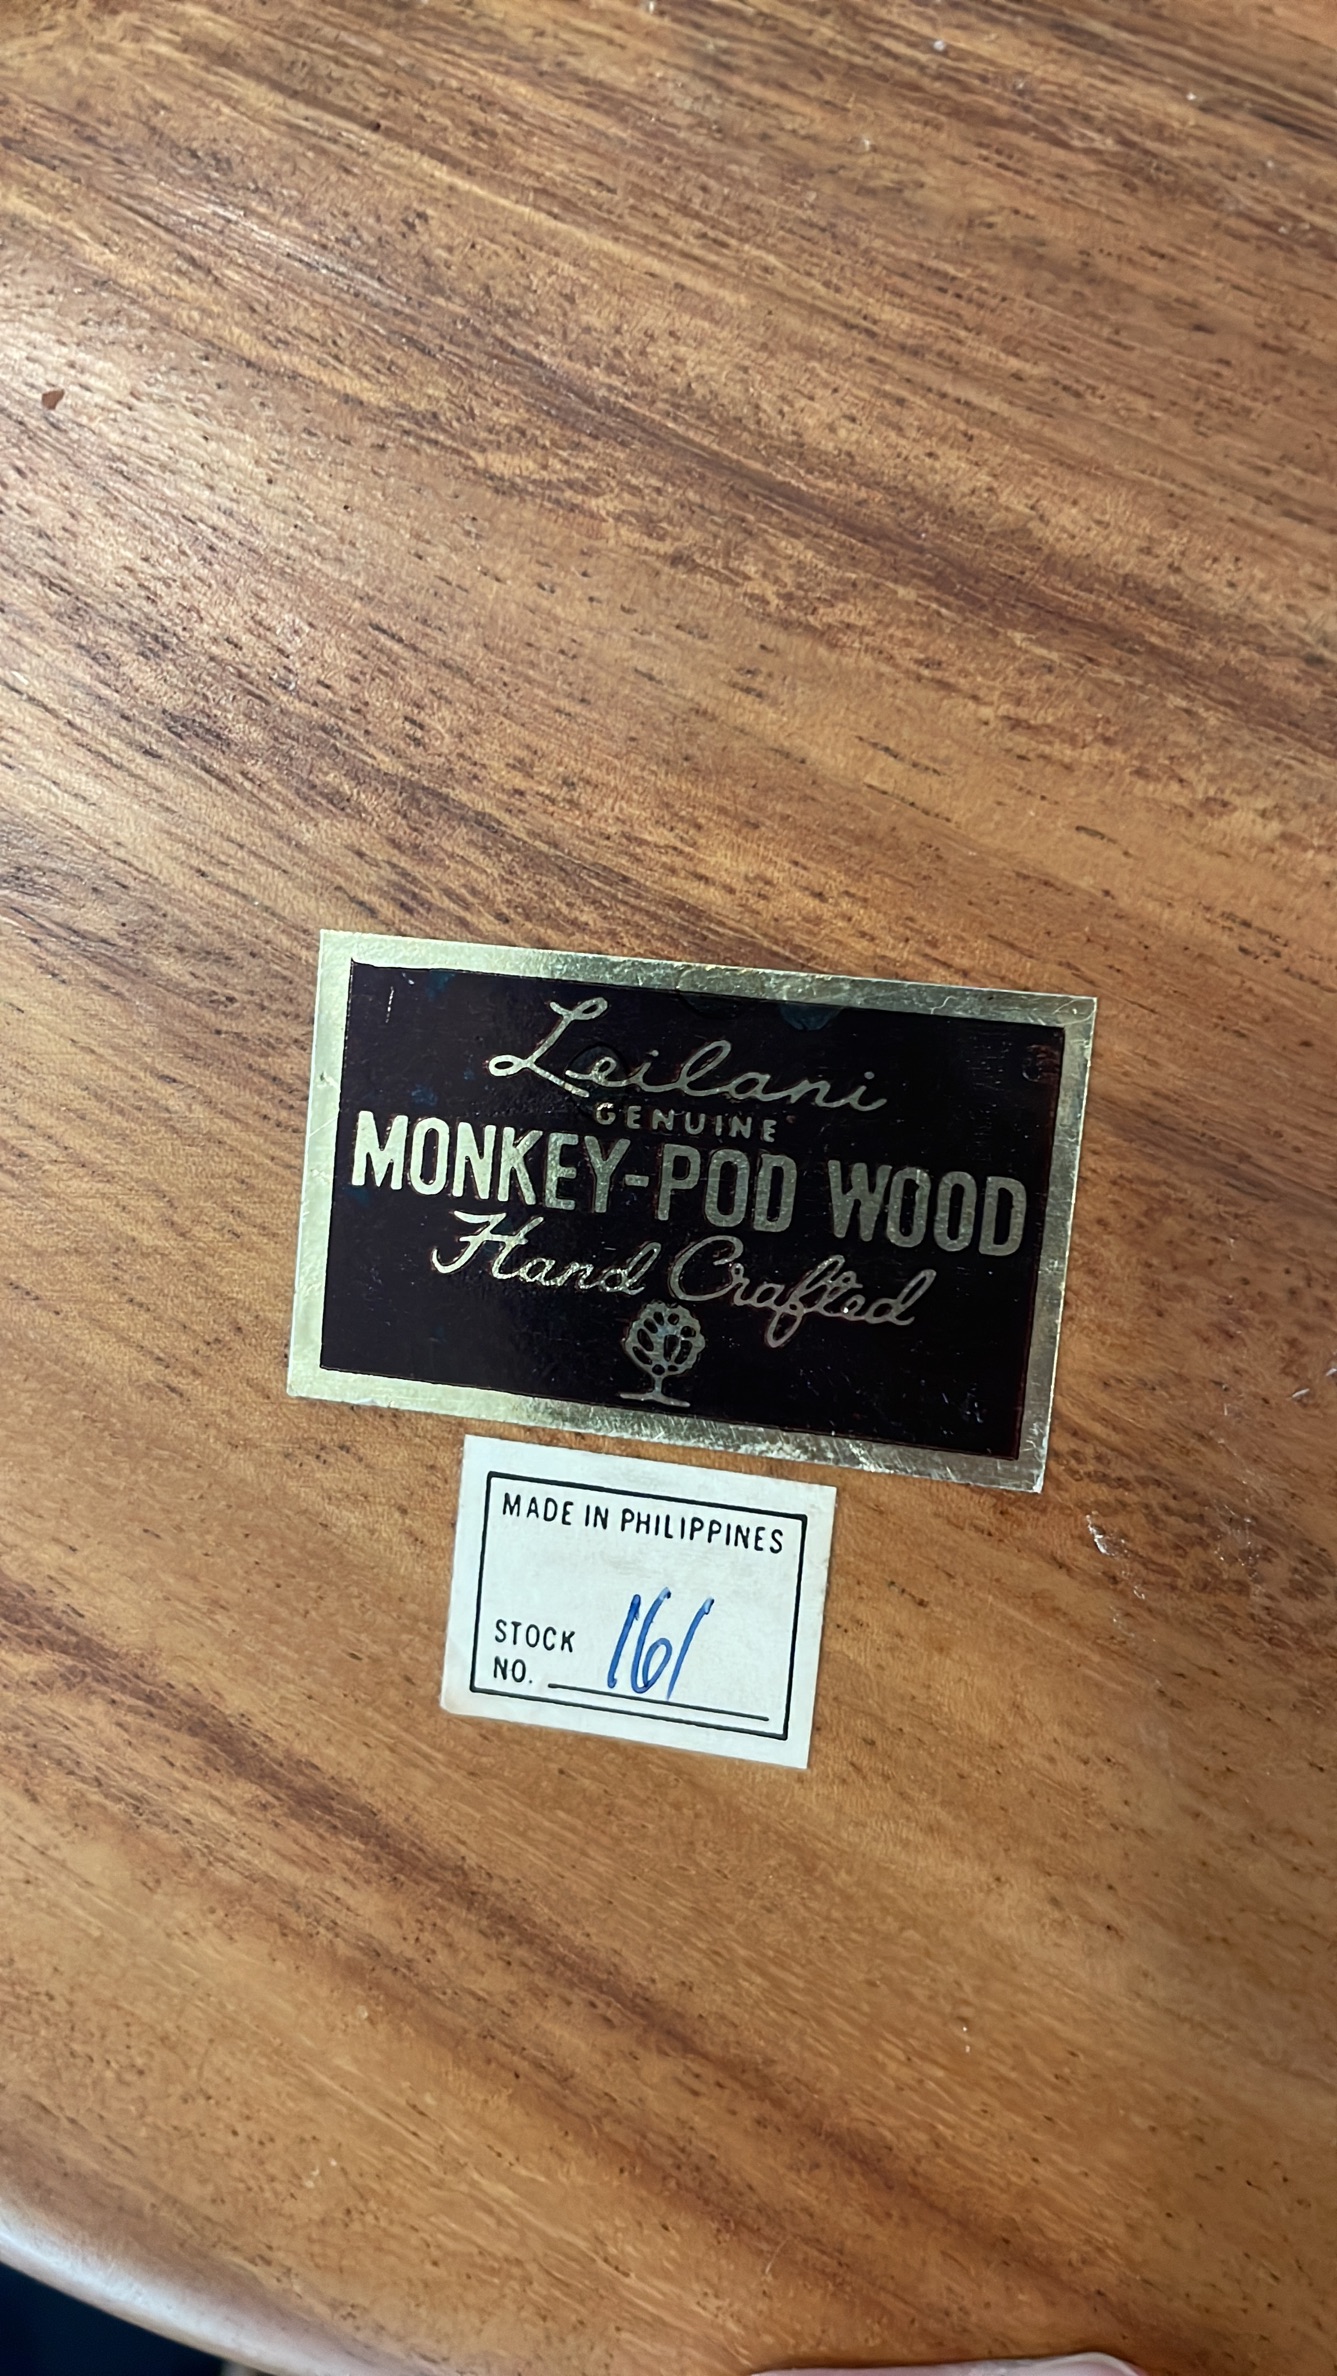 Leilani
GENUINE
MONKEY-POD WOOD
Hand Crafted
MADE IN PHILIPPINES
STOCK
NO. 161